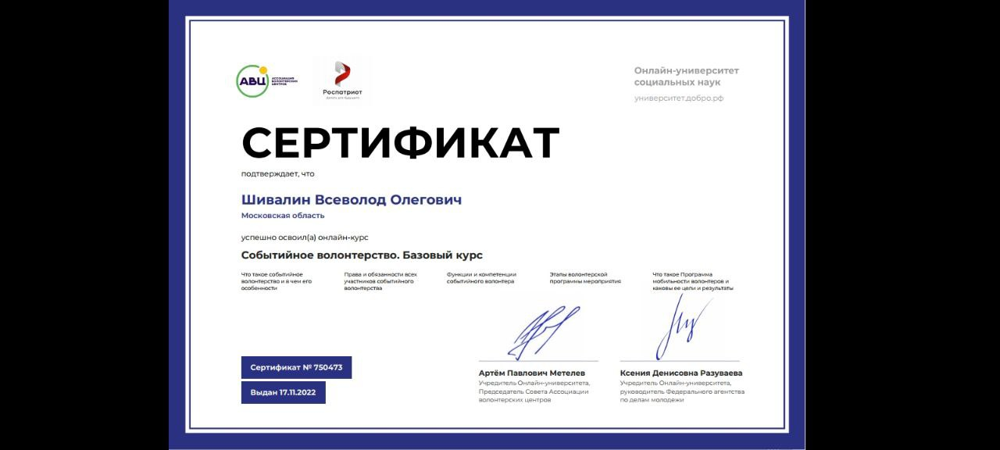 АВЦ
АССОЦИАЦИЯ
ВОЛОНТЕРСКИХ
ЦЕНТРОВ
Роспатриот
Делать для будущего
Онлайн-университет
социальных наук
университет.добро.рф
СЕРТИФИКАТ
подтверждает, что
Шивалин Всеволод Олегович
Московская область
успешно освоил(а) онлайн-курс
Событийное волонтерство. Базовый курс
Что такое событийное
волонтерство и в чем его
особенности
Права и обязанности всех
участников событийного
волонтерства
Функции и компетенции
событийного волонтера
Этапы волонтерской
программы мероприятия
Что такое Программа
мобильности волонтеров и
каковы ее цели и результаты
Сертификат № 750473
Выдан 17.11.2022
Артём Павлович Метелев
Учредитель Онлайн-университета,
Председатель Совета Ассоциации
волонтерских центров
Ксения Денисовна Разуваева
Учредитель Онлайн-университета,
руководитель Федерального агентства
по делам молодежи